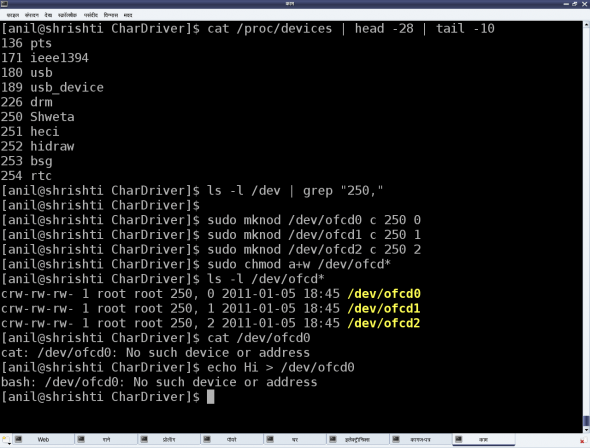 [anil@shrishti CharDriver]$ cat /proc/devices | head -28 | tail -10
136 pts
171 ieee1394
180 usb
189 usb_device
226 drm
250 Shweta
251 heci
252 hidraw
253 bsg
254 rtc
[anil@shrishti CharDriver]$ ls -l /dev | grep "250,"
[anil@shrishti CharDriver]$
[anil@shrishti CharDriver]$ sudo mknod /dev/ofcd0 c 250 0
[anil@shrishti CharDriver]$ sudo mknod /dev/ofcd1 c 250 1
[anil@shrishti CharDriver]$ sudo mknod /dev/ofcd2 c 250 2
[anil@shrishti CharDriver]$ sudo chmod a+w /dev/ofcd*
[anil@shrishti CharDriver]$ ls -l /dev/ofcd*
crw-rw-rw- 1 root root 250, 0 2011-01-05 18:45 /dev/ofcd0
crw-rw-rw- 1 root root 250, 1 2011-01-05 18:45 /dev/ofcd1
crw-rw-rw- 1 root root 250, 2 2011-01-05 18:45 /dev/ofcd2
[anil@shrishti CharDriver]$ cat /dev/ofcd0
cat: /dev/ofcd0: No such device or address
[anil@shrishti CharDriver]$ echo Hi > /dev/ofcd0
bash: /dev/ofcd0: No such device or address
[anil@shrishti CharDriver]$
Web